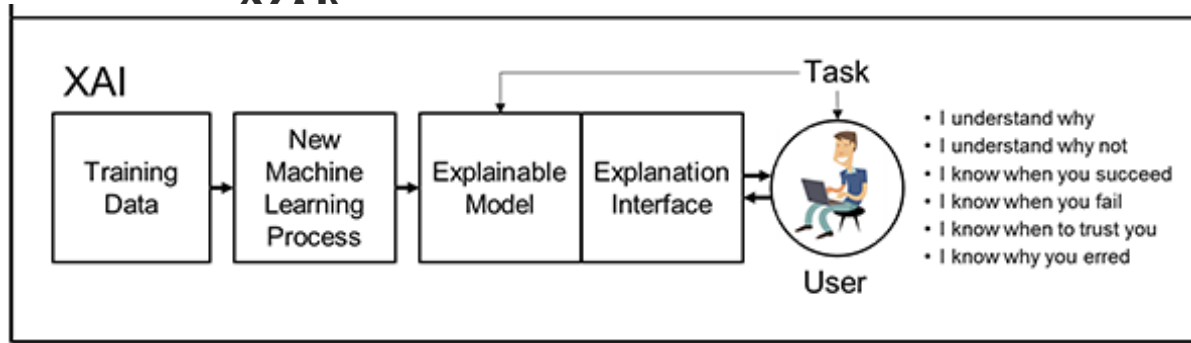 XAI
Task
Training
Data
New
Machine
Learning
Process
Explainable
Model
Explanation
Interface
User
• I understand why
• I understand why not
• I know when you succeed
• I know when you fail
• I know when to trust you
• I know why you erred